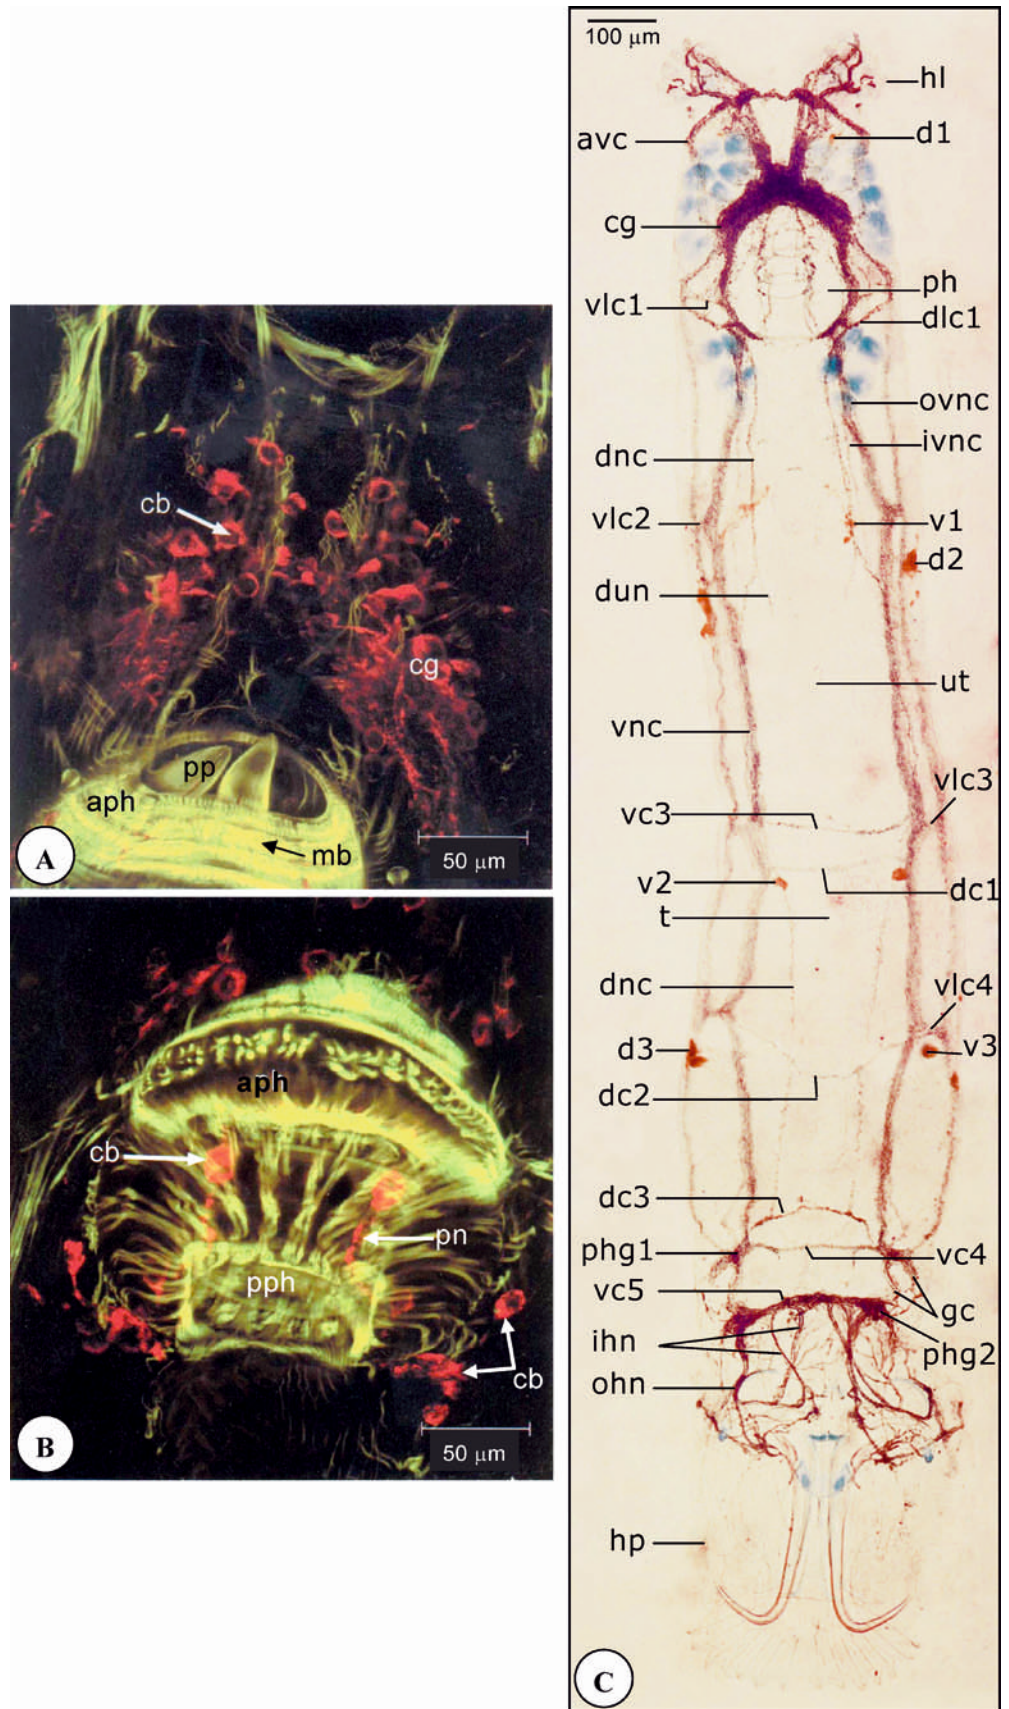 cb
cg
pp
aph
mb
50 μm
A
aph
cb
pn
pph
cb
50 μm
B
100 μm
hl
avc
d1
cg
ph
vlc1
dlc1
ovnc
ivnc
dnc
vlc2
v1
d2
dun
ut
vnc
vlc3
vc3
v2
dc1
t
dnc
vlc4
d3
v3
dc2
dc3
phg1
vc4
vc5
gc
ihn
phg2
ohn
hp
C